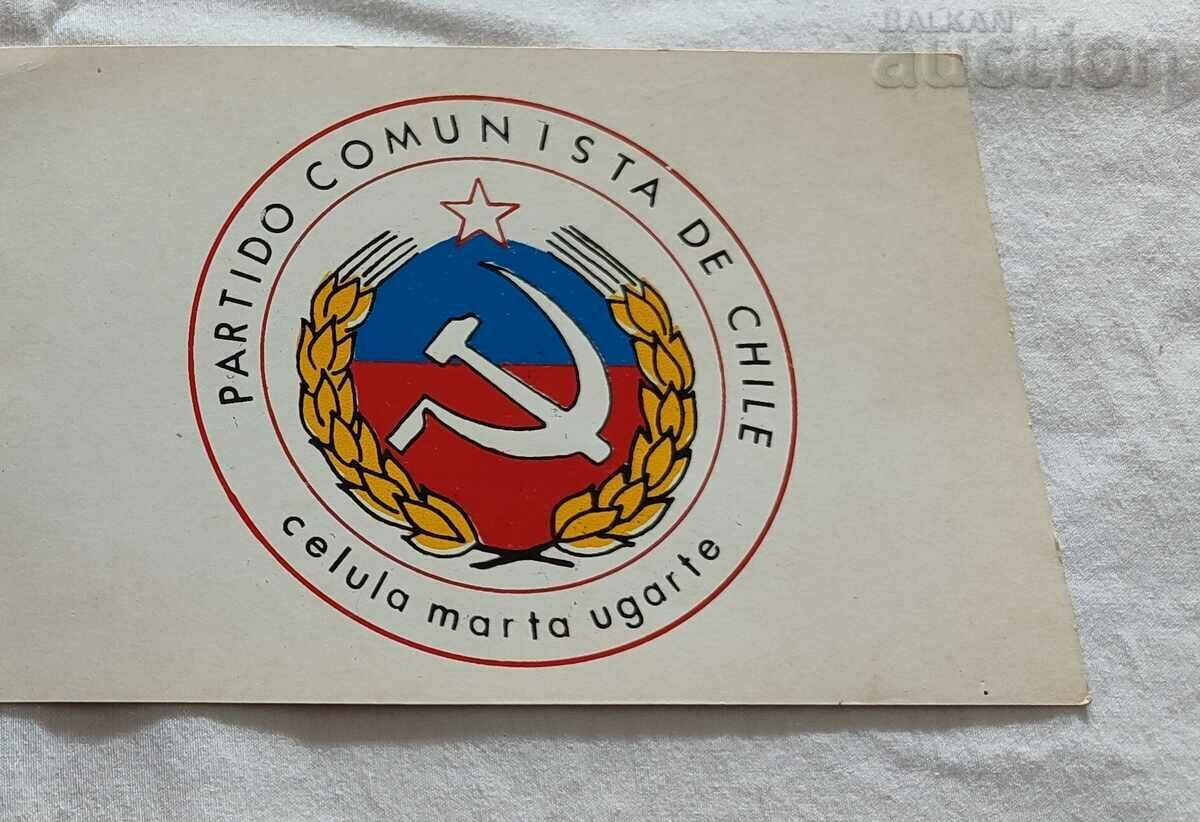 BALKAN
auction
PARTIDO COMUNISTA DE CHILE
celula marta ugarte